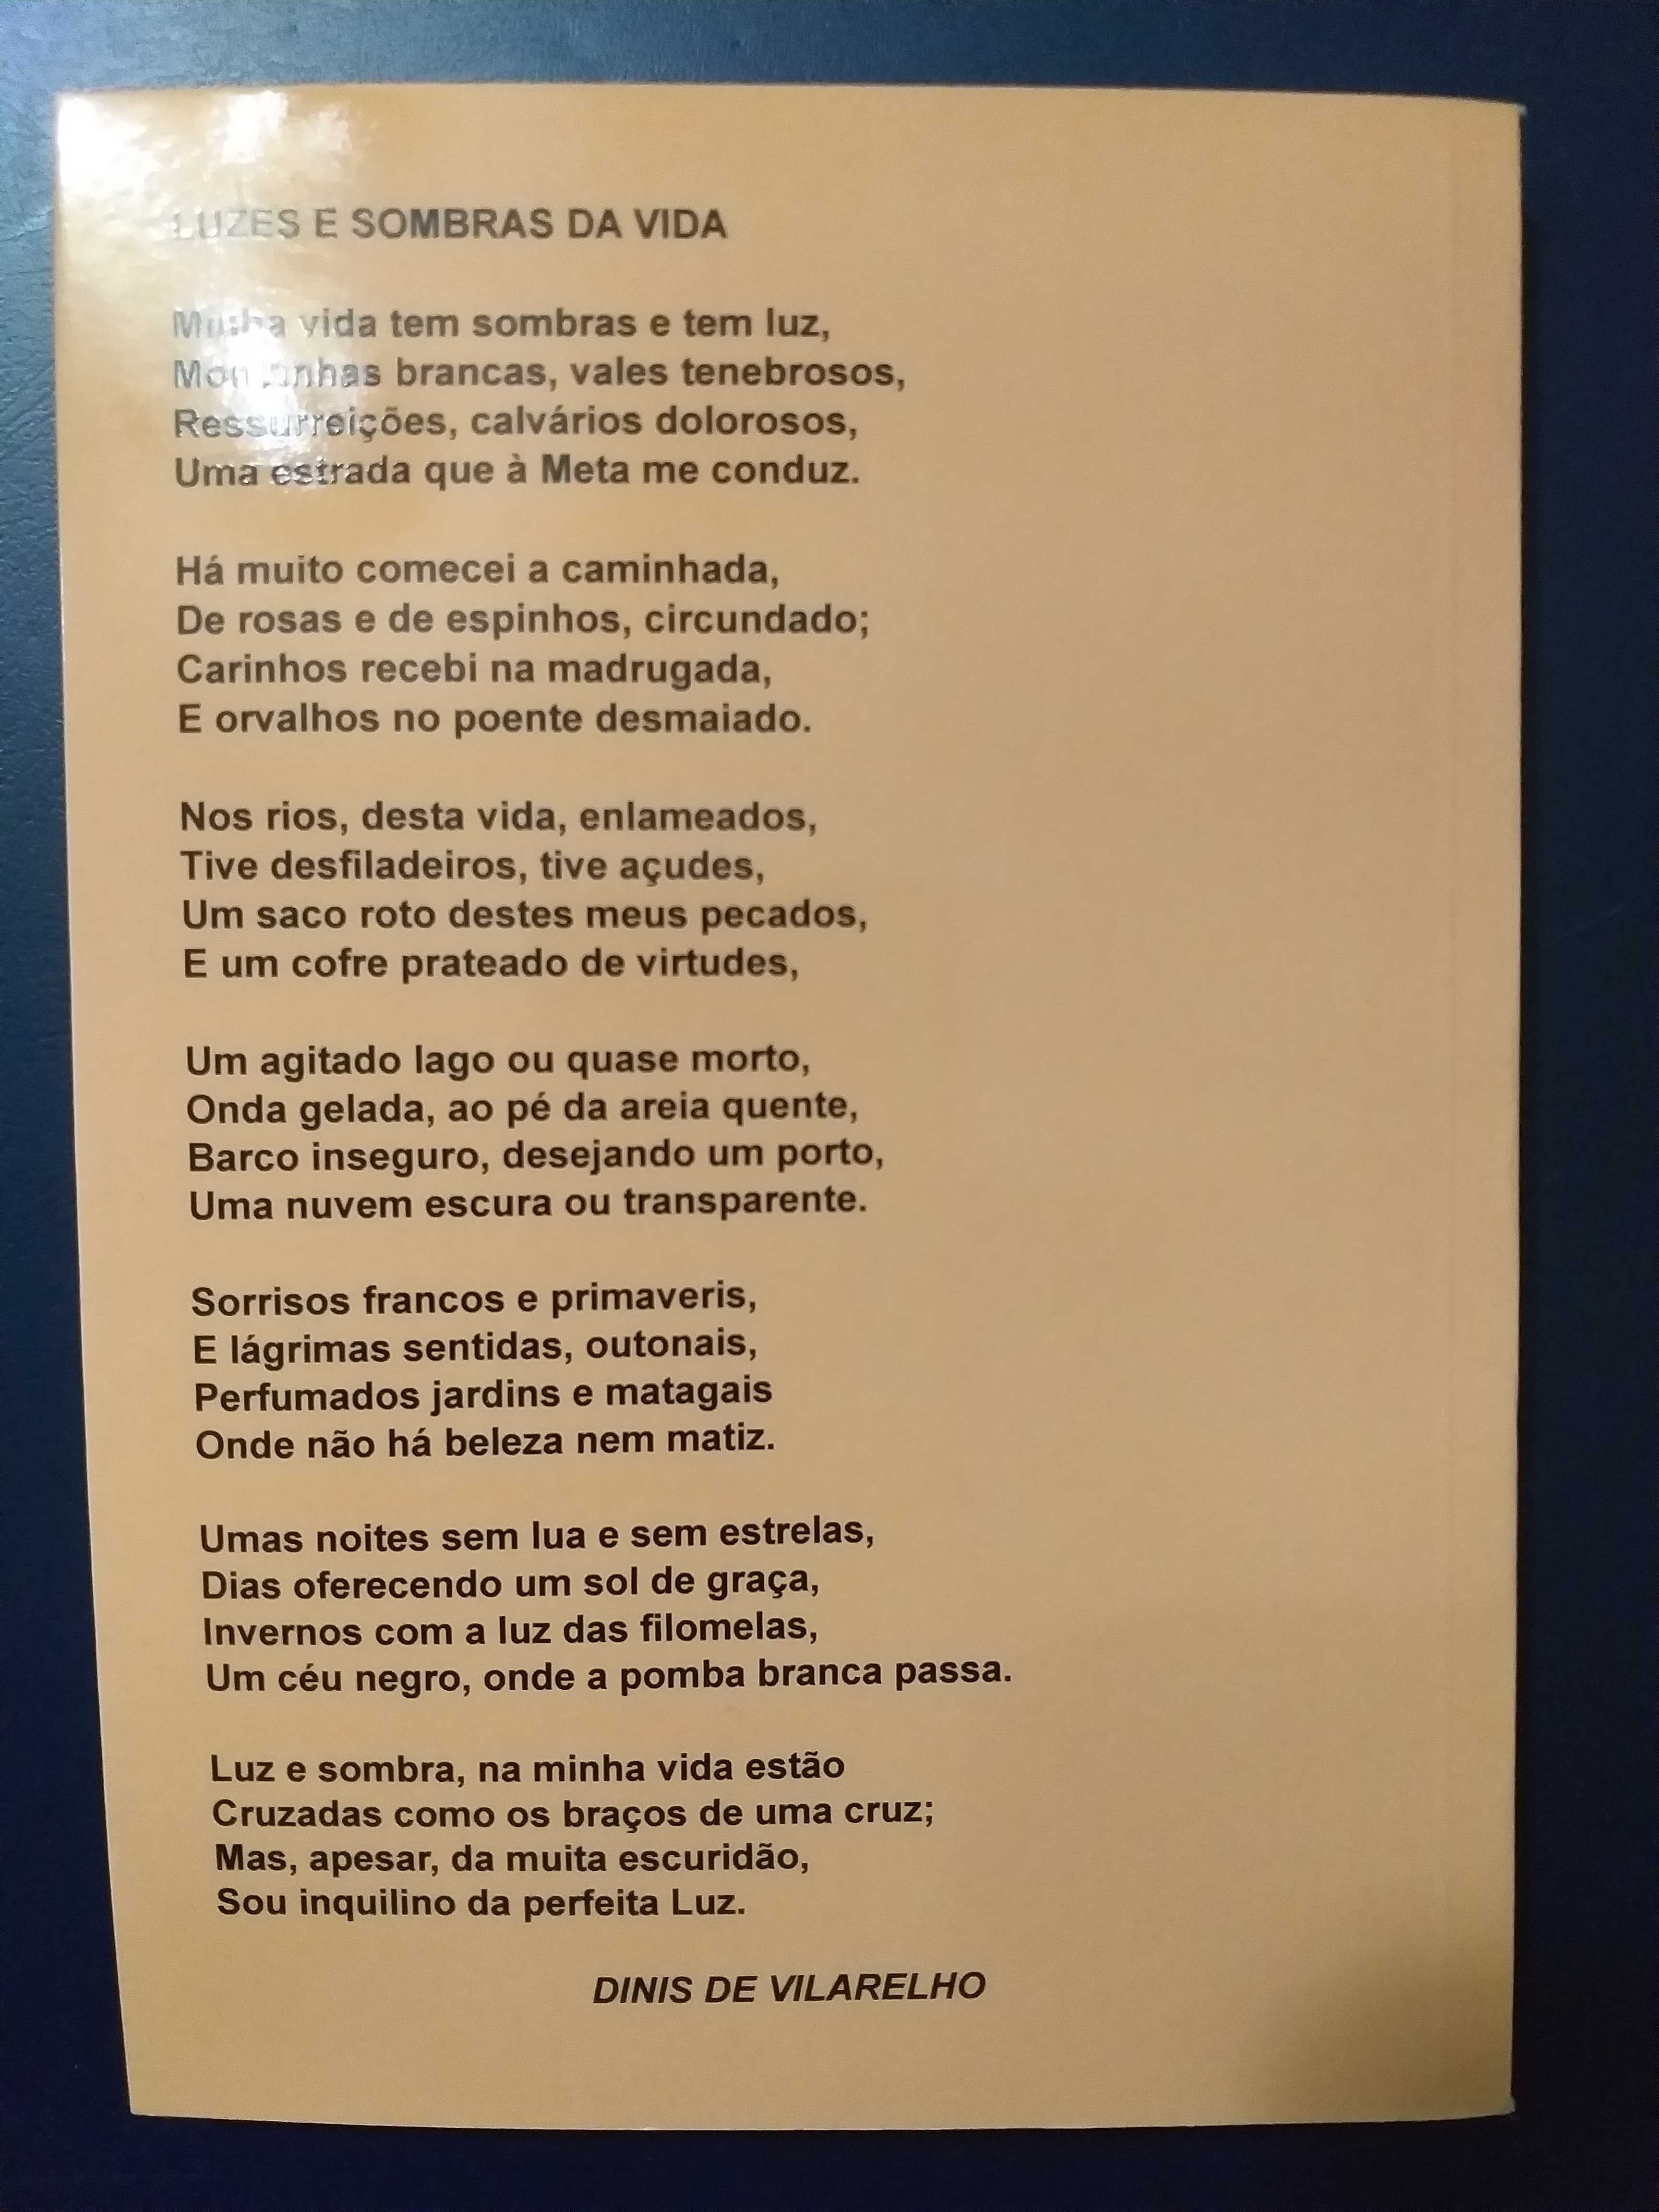 LUZES E SOMBRAS DA VIDA
Minha vida tem sombras e tem luz,
Montanhas brancas, vales tenebrosos,
Ressurreições, calvários dolorosos,
Uma estrada que à Meta me conduz.
Há muito comecei a caminhada,
De rosas e de espinhos, circundado;
Carinhos recebi na madrugada,
E orvalhos no poente desmaiado.
Nos rios, desta vida, enlameados,
Tive desfiladeiros, tive açudes,
Um saco roto destes meus pecados,
E um cofre prateado de virtudes,
Um agitado lago ou quase morto,
Onda gelada, ao pé da areia quente,
Barco inseguro, desejando um porto,
Uma nuvem escura ou transparente.
Sorrisos francos e primaveris,
E lágrimas sentidas, outonais,
Perfumados jardins e matagais
Onde não há beleza nem matiz.
Umas noites sem lua e sem estrelas,
Dias oferecendo um sol de graça,
Invernos com a luz das filomelas,
Um céu negro, onde a pomba branca passa.
Luz e sombra, na minha vida estão
Cruzadas como os braços de uma cruz;
Mas, apesar, da muita escuridão,
Sou inquilino da perfeita Luz.
DINIS DE VILARELHO